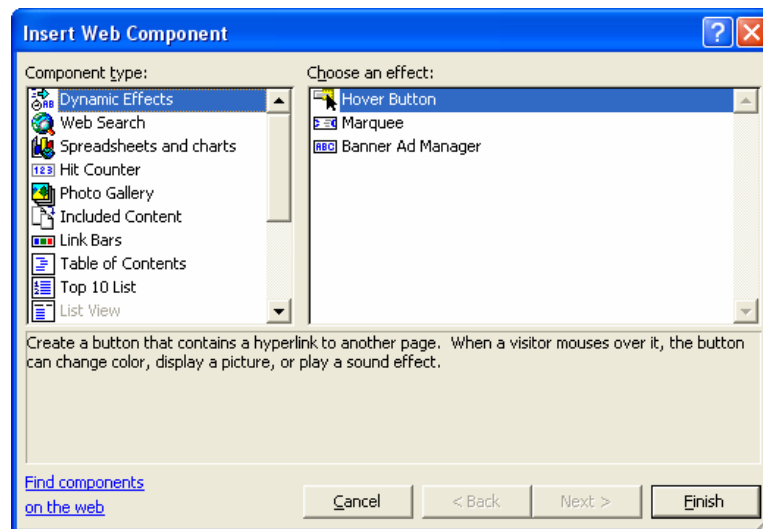 Insert Web Component
Component type:
Dynamic Effects
Web Search
Spreadsheets and charts
123 Hit Counter
Photo Gallery
Included Content
Link Bars
Table of Contents
Top 10 List
List View
Choose an effect:
Hover Button
Marquee
ABC Banner Ad Manager
Create a button that contains a hyperlink to another page. When a visitor mouses over it, the button
can change color, display a picture, or play a sound effect.
Find components
on the web
Cancel
< Back
Next >
Finish